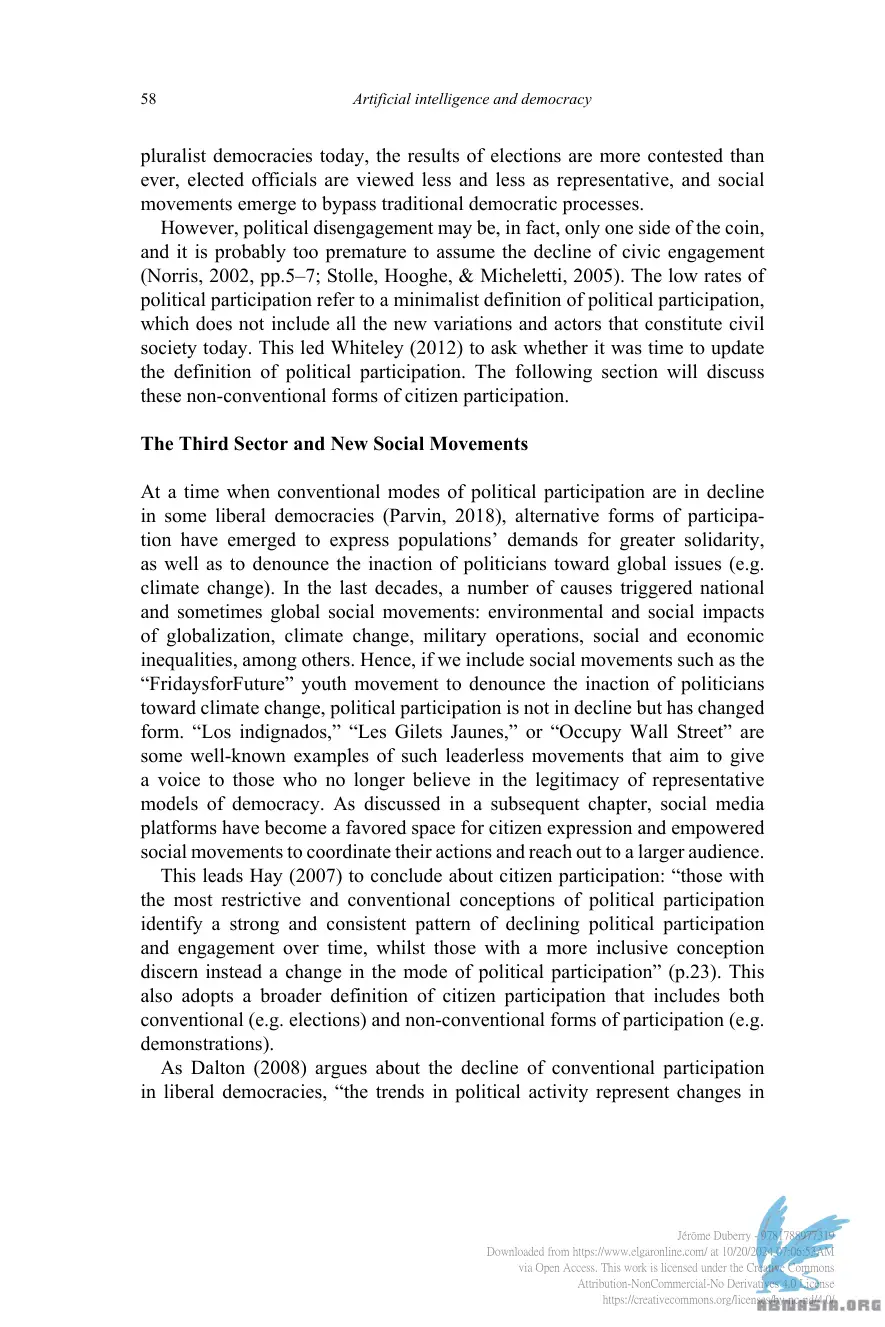 58
Artificial intelligence and democracy
pluralist democracies today, the results of elections are more contested than
ever, elected officials are viewed less and less as representative, and social
movements emerge to bypass traditional democratic processes.
However, political disengagement may be, in fact, only one side of the coin,
and it is probably too premature to assume the decline of civic engagement
(Norris, 2002, pp.5–7; Stolle, Hooghe, & Micheletti, 2005). The low rates of
political participation refer to a minimalist definition of political participation,
which does not include all the new variations and actors that constitute civil
society today. This led Whiteley (2012) to ask whether it was time to update
the definition of political participation. The following section will discuss
these non-conventional forms of citizen participation.
The Third Sector and New Social Movements
At a time when conventional modes of political participation are in decline
in some liberal democracies (Parvin, 2018), alternative forms of participa-
tion have emerged to express populations’ demands for greater solidarity,
as well as to denounce the inaction of politicians toward global issues (e.g.
climate change). In the last decades, a number of causes triggered national
and sometimes global social movements: environmental and social impacts
of globalization, climate change, military operations, social and economic
inequalities, among others. Hence, if we include social movements such as the
“FridaysforFuture” youth movement to denounce the inaction of politicians
toward climate change, political participation is not in decline but has changed
form. “Los indignados,” “Les Gilets Jaunes,” or “Occupy Wall Street” are
some well-known examples of such leaderless movements that aim to give
a voice to those who no longer believe in the legitimacy of representative
models of democracy. As discussed in a subsequent chapter, social media
platforms have become a favored space for citizen expression and empowered
social movements to coordinate their actions and reach out to a larger audience.
This leads Hay (2007) to conclude about citizen participation: “those with
the most restrictive and conventional conceptions of political participation
identify a strong and consistent pattern of declining political participation
and engagement over time, whilst those with a more inclusive conception
discern instead a change in the mode of political participation” (p.23). This
also adopts a broader definition of citizen participation that includes both
conventional (e.g. elections) and non-conventional forms of participation (e.g.
demonstrations).
As Dalton (2008) argues about the decline of conventional participation
in liberal democracies, “the trends in political activity represent changes in
Jérôme Duberry - 9781788977319
Downloaded from https://www.elgaronline.com/ at 10/20/2024 07:06:52AM
via Open Access. This work is licensed under the Creative Commons
Attribution-NonCommercial-No Derivatives 4.0 License
https://creativecommons.org/licenses/by-nc-nd/4.0/
ABTUASIA.ORG